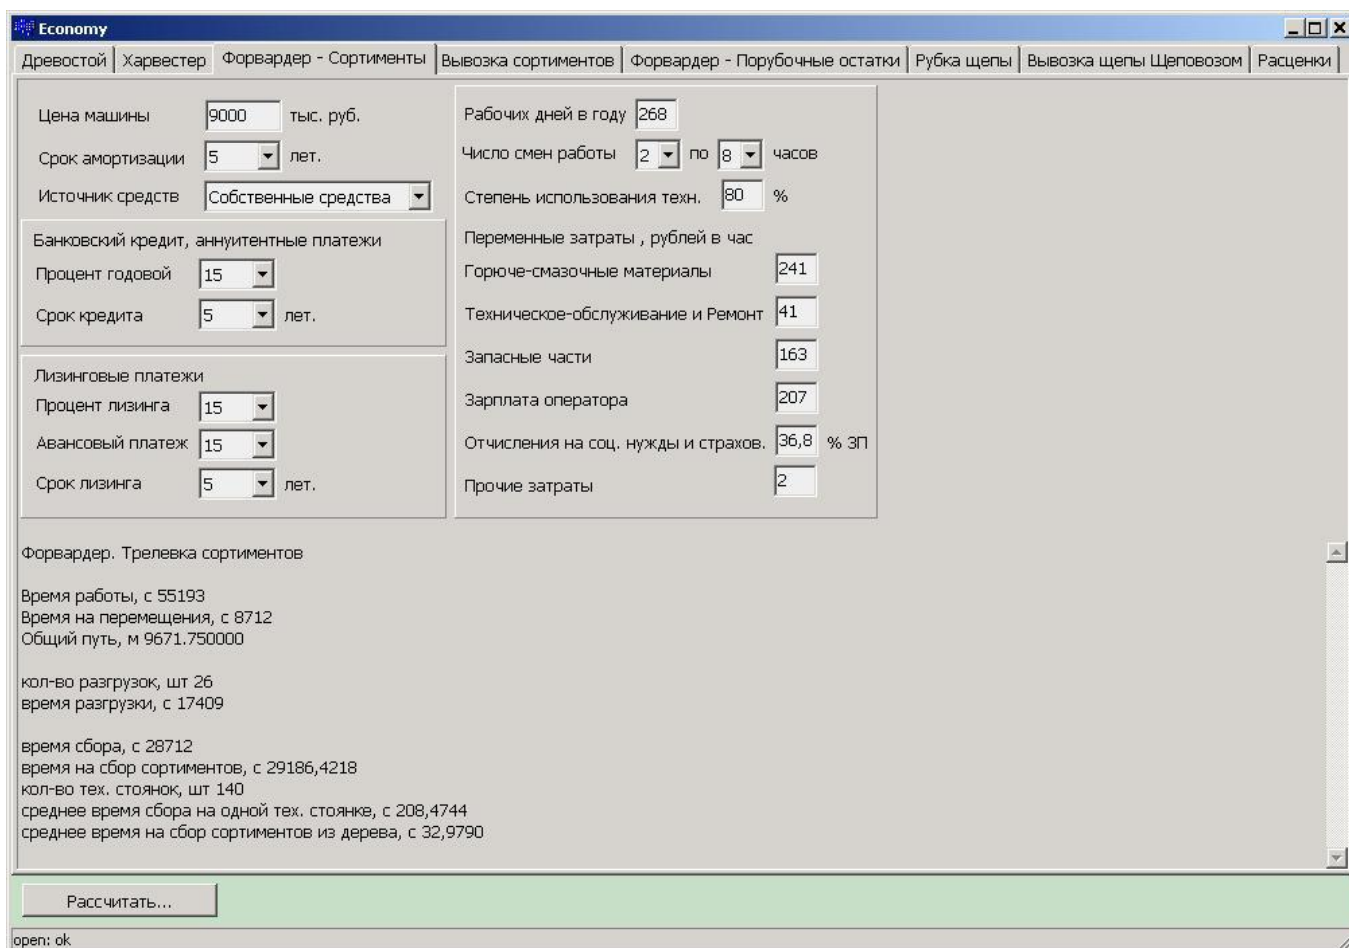 Economy
Древостой Харвестер Форвардер - Сортименты Вывозка сортиментов Форвардер - Порубочные остатки Рубка щепы Вывозка щепы Щеповозом Расценки
Цена машины 9000 тыс. руб.
Срок амортизации 5 лет.
Источник средств Собственные средства
Банковский кредит, аннуитентные платежи
Процент годовой 15
Срок кредита 5 лет.
Лизинговые платежи
Процент лизинга 15
Авансовый платеж 15
Срок лизинга 5 лет.
Рабочих дней в году 268
Число смен работы 2 по 8 часов
Степень использования техн. 80 %
Переменные затраты , рублей в час
Горюче-смазочные материалы 241
Техническое-обслуживание и Ремонт 41
Запасные части 163
Зарплата оператора 207
Отчисления на соц. нужды и страхов. 36,8 % ЗП
Прочие затраты 2
Форвардер. Трелевка сортиментов
Время работы, с 55193
Время на перемещения, с 8712
Общий путь, м 9671.750000
кол-во разгрузок, шт 26
время разгрузки, с 17409
время сбора, с 28712
время на сбор сортиментов, с 29186,4218
кол-во тех. стоянок, шт 140
среднее время сбора на одной тех. стоянке, с 208,4744
среднее время на сбор сортиментов из дерева, с 32,9790
Рассчитать...
open: ok